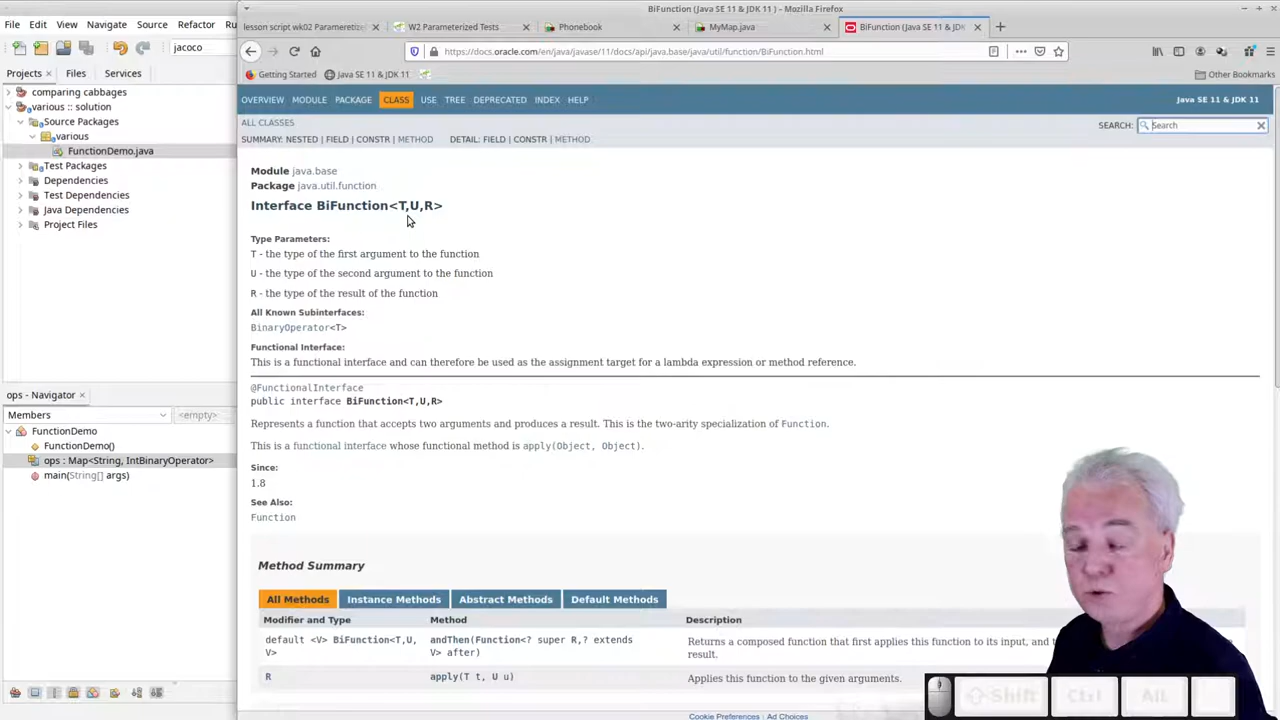 BiFunction (Java SE 11 & JDK 11 ) - Mozilla Firefox
File Edit View Navigate Source Refactor
lesson script wk02 Parametriz
W2 Parameterized Tests
Phonebook
MyMap.java
BiFunction (Java SE 11 & JDK
jacoco
https://docs.oracle.com/en/java/javase/11/docs/api/java.base/java/util/function/BiFunction.html
Projects Files Services
Getting Started Java SE 11 & JDK 11 Other Bookmarks
comparing cabbages
various :: solution
Source Packages
various
FunctionDemo.java
Test Packages
Dependencies
Test Dependencies
Java Dependencies
Project Files
OVERVIEW MODULE PACKAGE CLASS USE TREE DEPRECATED INDEX HELP Java SE 11 & JDK 11
ALL CLASSES SEARCH: Search
SUMMARY: NESTED | FIELD | CONSTR | METHOD DETAIL: FIELD | CONSTR | METHOD
Module java.base
Package java.util.function
Interface BiFunction<T,U,R>
Type Parameters:
T - the type of the first argument to the function
U - the type of the second argument to the function
R - the type of the result of the function
All Known Subinterfaces:
BinaryOperator<T>
Functional Interface:
This is a functional interface and can therefore be used as the assignment target for a lambda expression or method reference.
@FunctionalInterface
public interface BiFunction<T,U,R>
Represents a function that accepts two arguments and produces a result. This is the two-arity specialization of Function.
This is a functional interface whose functional method is apply(Object, Object).
Since:
1.8
See Also:
Function
Method Summary
All Methods Instance Methods Abstract Methods Default Methods
Modifier and Type Method Description
default <V> BiFunction<T,U, andThen(Function<? super R,? extends Returns a composed function that first applies this function to its input, and
V> V> after) result.
R apply(T t, U u) Applies this function to the given arguments.
Cookie Preferences | Ad Choices
ops - Navigator
Members <empty>
FunctionDemo
FunctionDemo()
ops : Map<String, IntBinaryOperator>
main(String[] args)
Shift Ctrl Alt